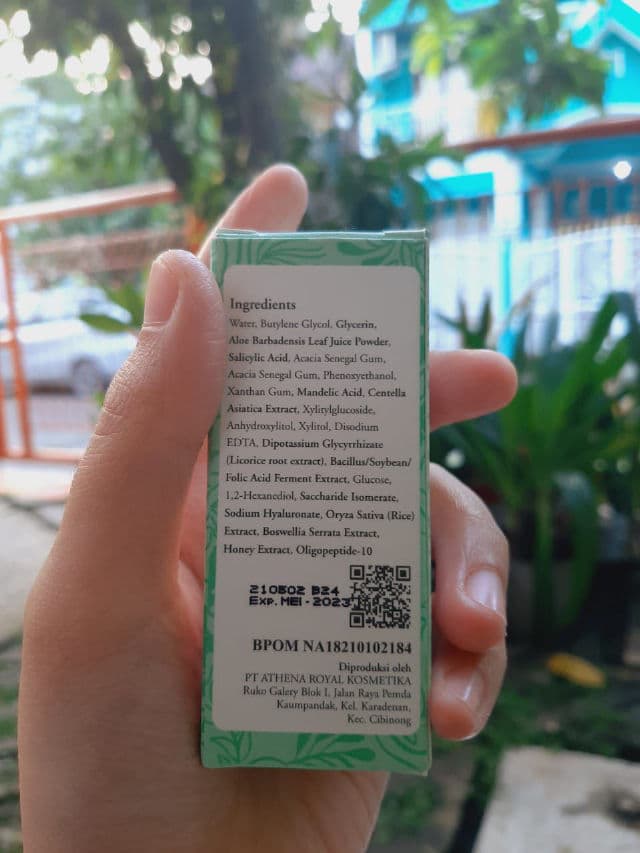 Ingredients
Water, Butylene Glycol, Glycerin,
Aloe Barbadensis Leaf Juice Powder,
Salicylic Acid, Acacia Senegal Gum,
Acacia Senegal Gum, Phenoxyethanol,
Xanthan Gum, Mandelic Acid, Centella
Asiatica Extract, Xylitylglucoside,
Anhydroxylitol, Xylitol, Disodium
EDTA, Dipotassium Glycyrrhizate
(Licorice root extract), Bacillus/Soybean/
Folic Acid Ferment Extract, Glucose,
1,2-Hexanediol, Saccharide Isomerate,
Sodium Hyaluronate, Oryza Sativa (Rice)
Extract, Boswellia Serrata Extract,
Honey Extract, Oligopeptide-10
210502 B24
Exp. MEI - 2023
BPOM NA18210102184
Diproduksi oleh
PT ATHENA ROYAL KOSMETIKA
Ruko Galery Blok I, Jalan Raya Pemda
Kaumpandak, Kel. Karadenan,
Kec. Cibinong